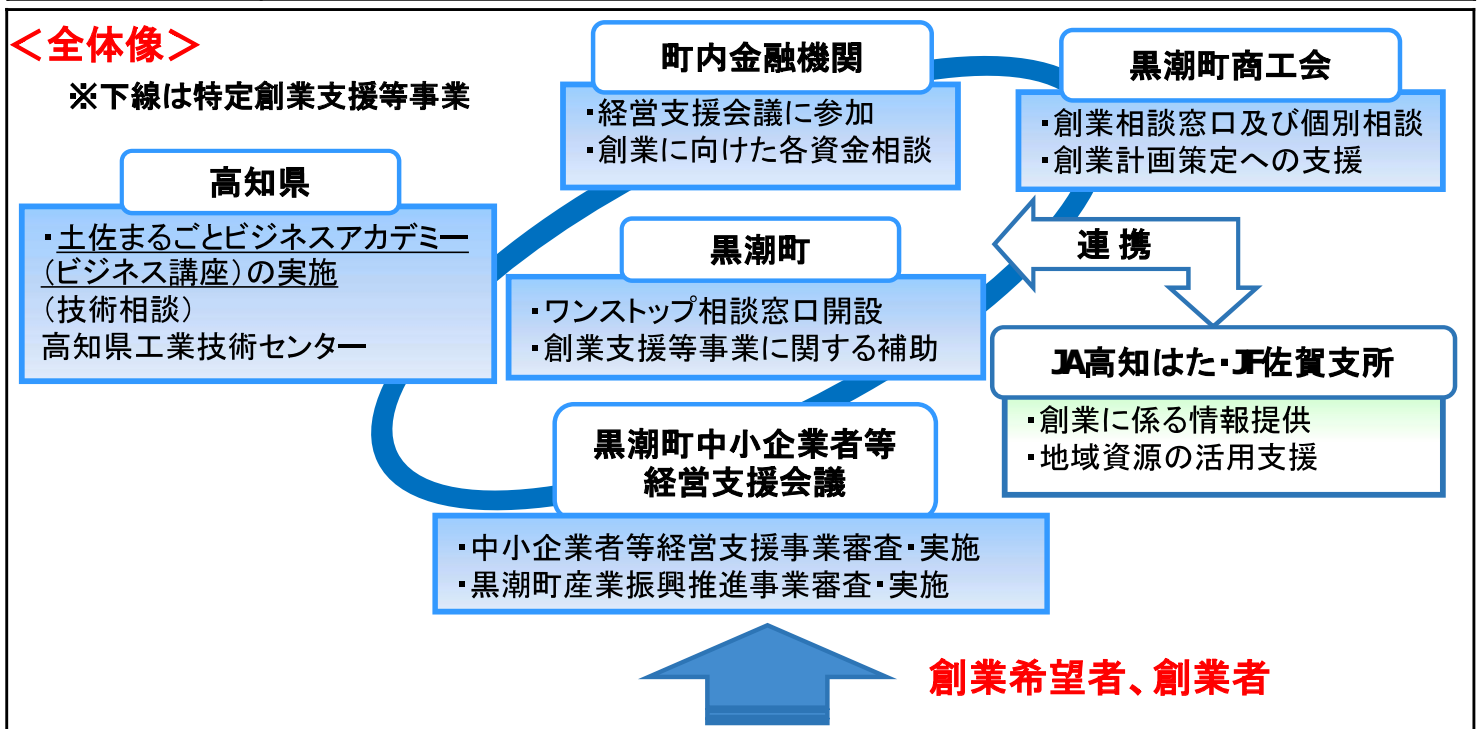 ＜全体像＞
※下線は特定創業支援等事業
町内金融機関
・経営支援会議に参加
・創業に向けた各資金相談
黒潮町商工会
・創業相談窓口及び個別相談
・創業計画策定への支援
高知県
・土佐まるごとビジネスアカデミー
（ビジネス講座）の実施
（技術相談）
高知県工業技術センター
黒潮町
・ワンストップ相談窓口開設
・創業支援等事業に関する補助
連 携
JA高知はた・JF佐賀支所
・創業に係る情報提供
・地域資源の活用支援
黒潮町中小企業者等
経営支援会議
・中小企業者等経営支援事業審査・実施
・黒潮町産業振興推進事業審査・実施
創業希望者、創業者